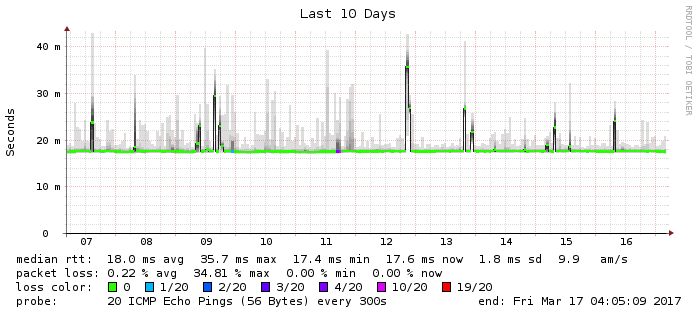 Last 10 Days
RRDTOOL / TOBI OETIKER
Seconds
40 m
30 m
20 m
10 m
0
07 08 09 10 11 12 13 14 15 16
median rtt: 18.0 ms avg 35.7 ms max 17.4 ms min 17.6 ms now 1.8 ms sd 9.9 am/s
packet loss: 0.22 % avg 34.81 % max 0.00 % min 0.00 % now
loss color: 0 1/20 2/20 3/20 4/20 10/20 19/20
probe: 20 ICMP Echo Pings (56 Bytes) every 300s end: Fri Mar 17 04:05:09 2017